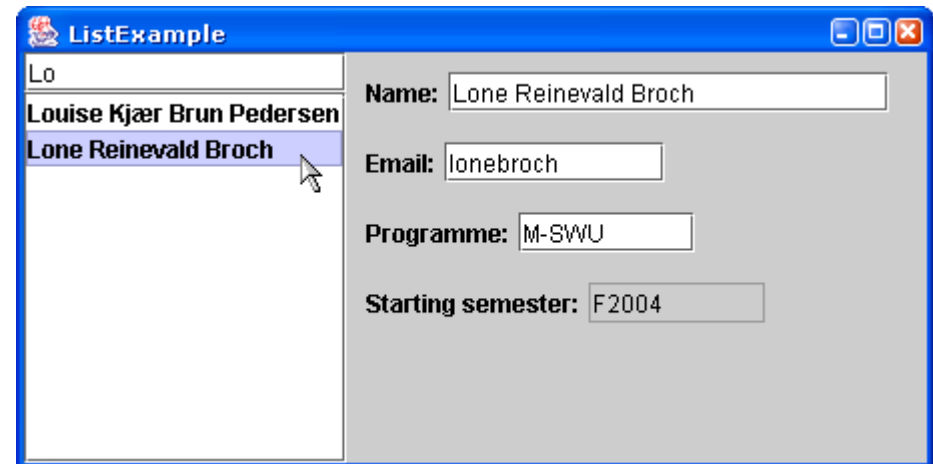 ListExample
Lo
Louise Kjær Brun Pedersen
Lone Reinevald Broch
Name: Lone Reinevald Broch
Email: lonebroch
Programme: M-SWU
Starting semester: F2004